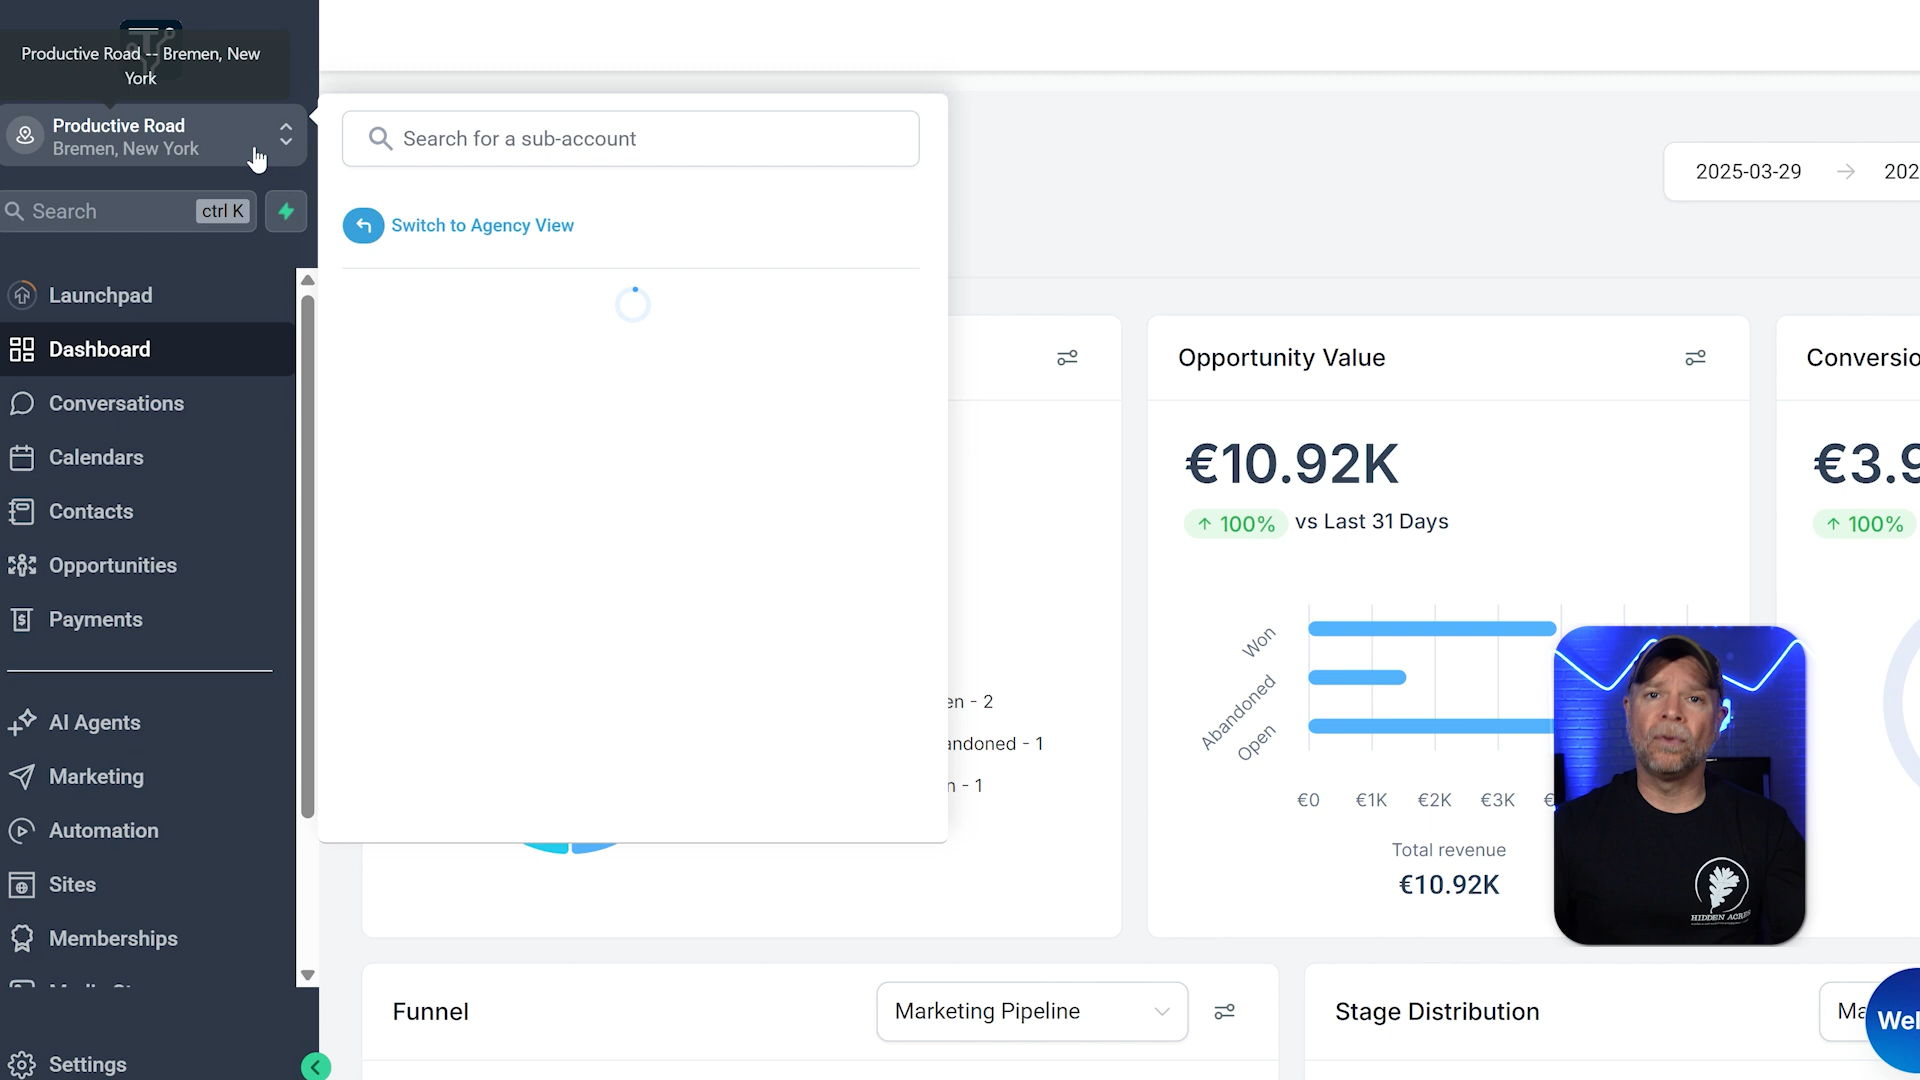 Productive Road -- Bremen, New
York
Productive Road
Bremen, New York
Search
ctrl K
Launchpad
Dashboard
Conversations
Calendars
Contacts
Opportunities
Payments
AI Agents
Marketing
Automation
Sites
Memberships
Settings
Search for a sub-account
Switch to Agency View
2025-03-29
202
en - 2
andoned - 1
n - 1
Opportunity Value
€10.92K
100% vs Last 31 Days
Won
Abandoned
Open
€0 €1K €2K €3K €
Total revenue
€10.92K
Conversio
€3.9
100%
HIDDEN ACRES
Funnel
Marketing Pipeline
Stage Distribution
Ma
Wel